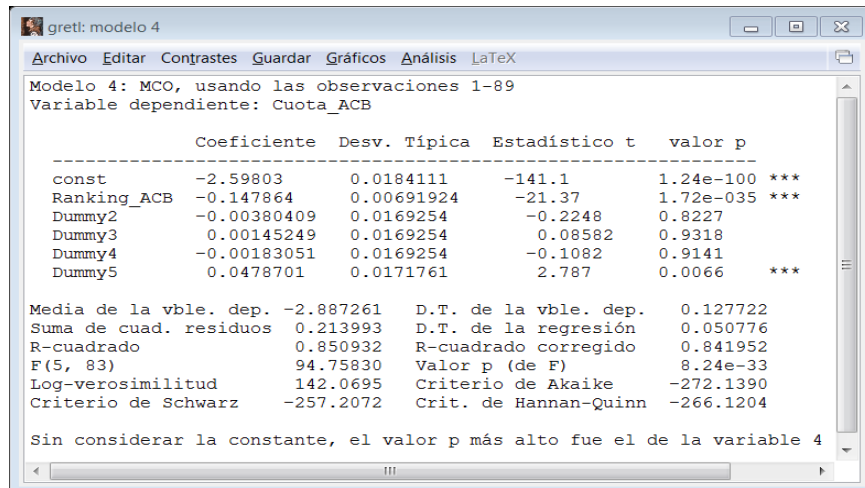 gretl: modelo 4
Archivo Editar Contrastes Guardar Gráficos Análisis LaTeX
Modelo 4: MCO, usando las observaciones 1-89
Variable dependiente: Cuota_ACB
Coeficiente Desv. Típica Estadístico t valor p
const -2.59803 0.0184111 -141.1 1.24e-100 ***
Ranking_ACB -0.147864 0.00691924 -21.37 1.72e-035 ***
Dummy2 -0.00380409 0.0169254 -0.2248 0.8227
Dummy3 0.00145249 0.0169254 0.08582 0.9318
Dummy4 -0.00183051 0.0169254 -0.1082 0.9141
Dummy5 0.0478701 0.0171761 2.787 0.0066 ***
Media de la vble. dep. -2.887261 D.T. de la vble. dep. 0.127722
Suma de cuad. residuos 0.213993 D.T. de la regresión 0.050776
R-cuadrado 0.850932 R-cuadrado corregido 0.841952
F(5, 83) 94.75830 Valor p (de F) 8.24e-33
Log-verosimilitud 142.0695 Criterio de Akaike -272.1390
Criterio de Schwarz -257.2072 Crit. de Hannan-Quinn -266.1204
Sin considerar la constante, el valor p más alto fue el de la variable 4